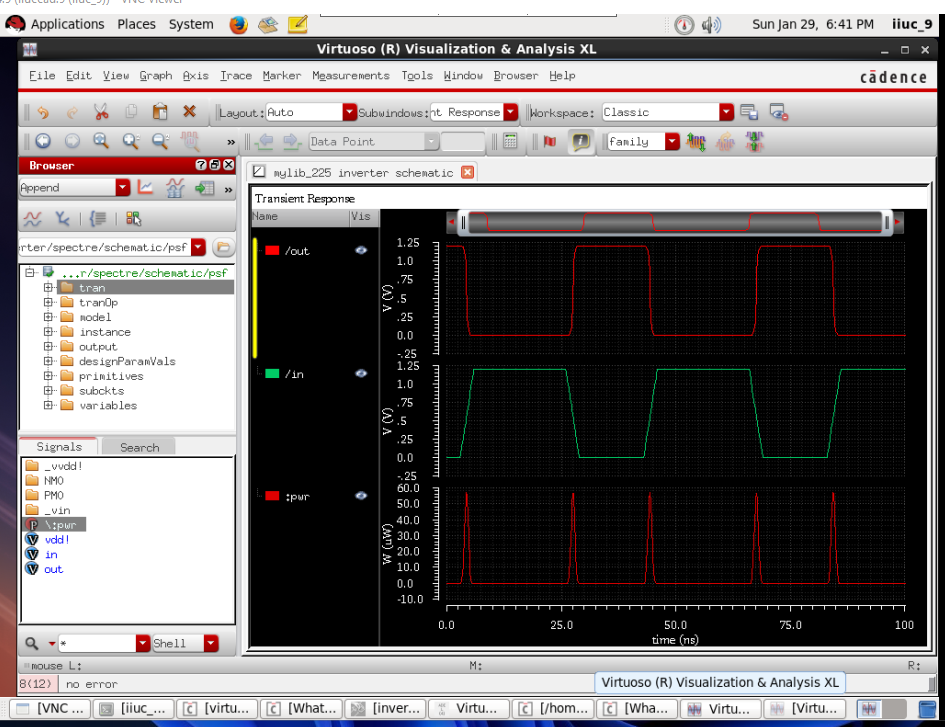 Applications Places System Sun Jan 29, 6:41 PM iiuc_9
Virtuoso (R) Visualization & Analysis XL
File Edit View Graph Axis Trace Marker Measurements Tools Window Browser Help cādence
Layout: Auto Subwindows: nt Response Workspace: Classic
Data Point family
Browser
Append
rter/spectre/schematic/psf
...r/spectre/schematic/psf
tran
tranOp
model
instance
output
designParamVals
primitives
subckts
variables
Signals Search
_vvdd!
NM0
PM0
_vin
\:pwr
vdd!
in
out
* Shell
mylib_225 inverter schematic
Transient Response
Name Vis
/out
1.25
1.0
.75
.5
.25
0.0
-.25
V (V)
/in
1.25
1.0
.75
.5
.25
0.0
-.25
V (V)
:pwr
60.0
50.0
40.0
30.0
20.0
10.0
0.0
-10.0
W (uW)
0.0 25.0 50.0 75.0 100
time (ns)
mouse L: M: R:
8(12) no error
Virtuoso (R) Visualization & Analysis XL
[VNC ... [iiuc_... [virtu... [What... [inver... Virtu... [/hom... [Wha... Virtu... [Virtu...